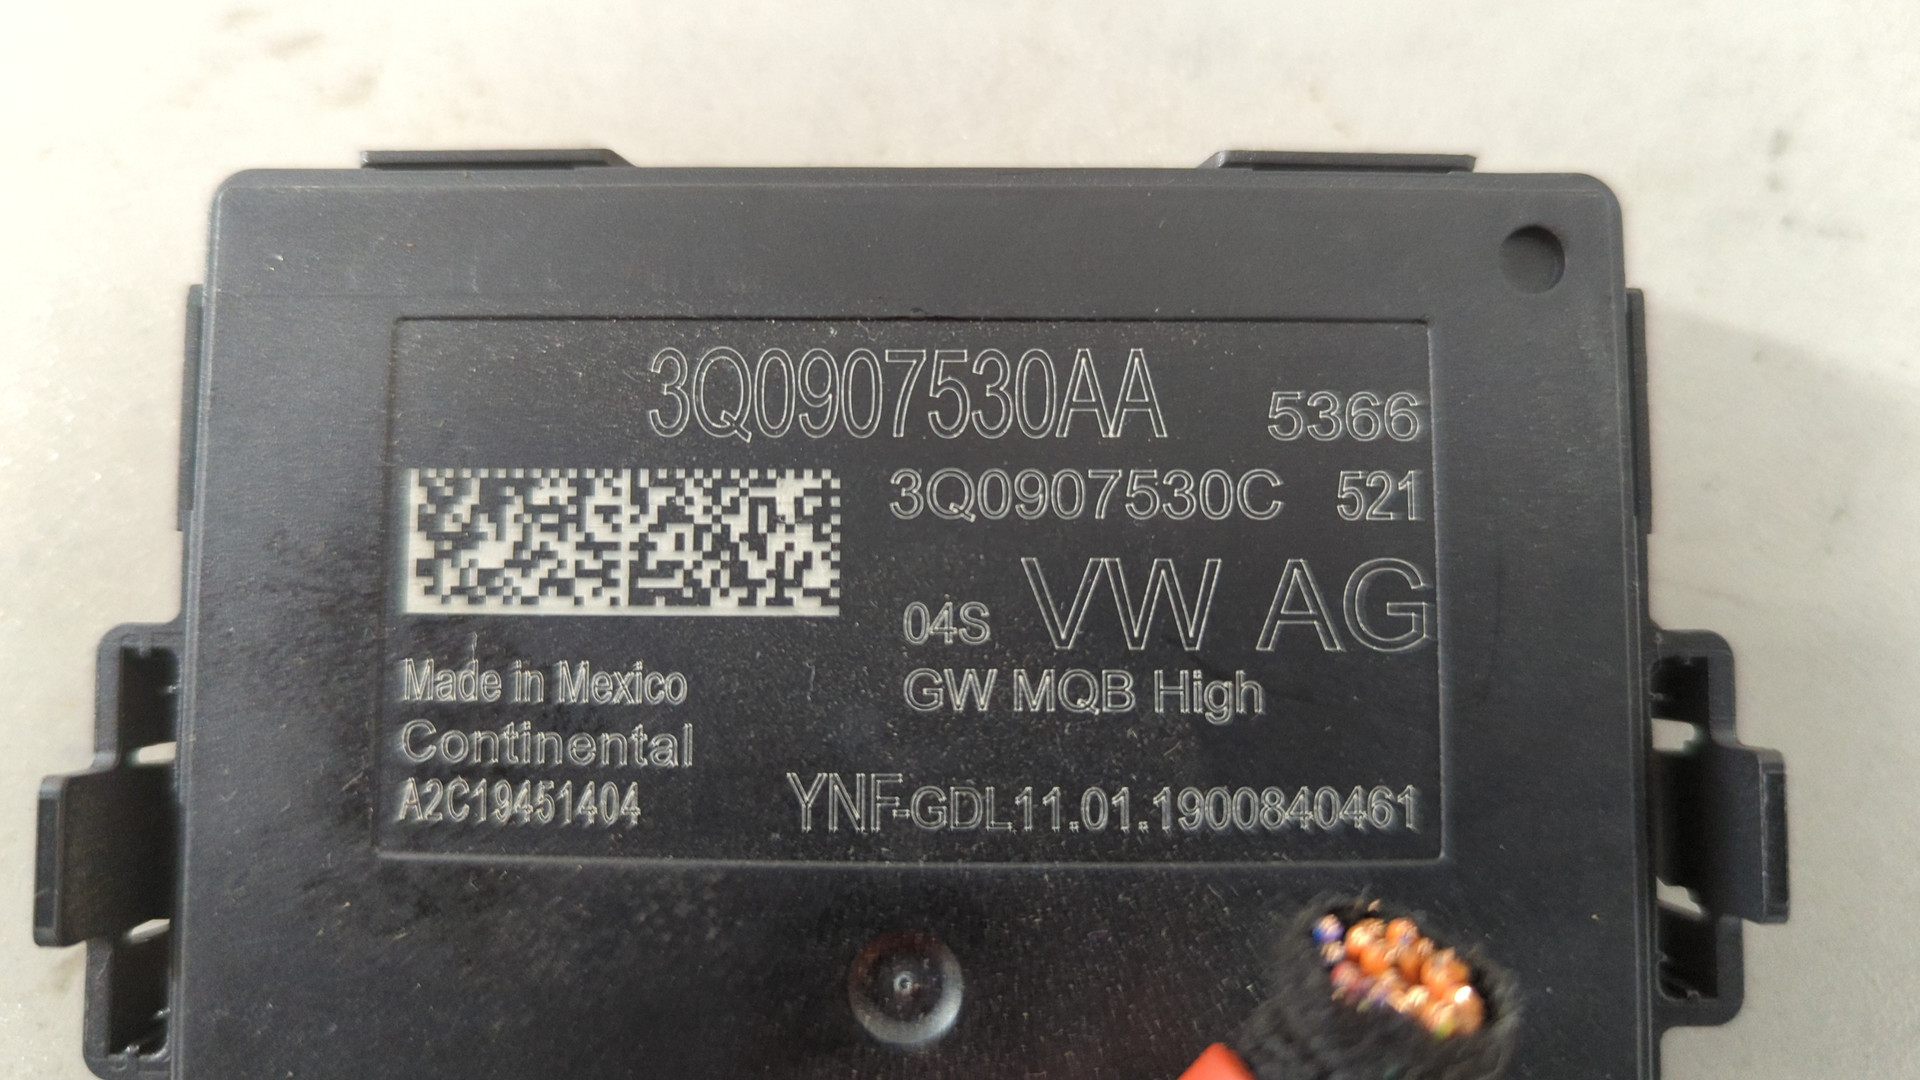 3Q0907530AA 5366
3Q0907530C 521
04S VW AG
GW MQB High
Made in Mexico
Continental
A2C19451404
YNF-GDL11.01.1900840461